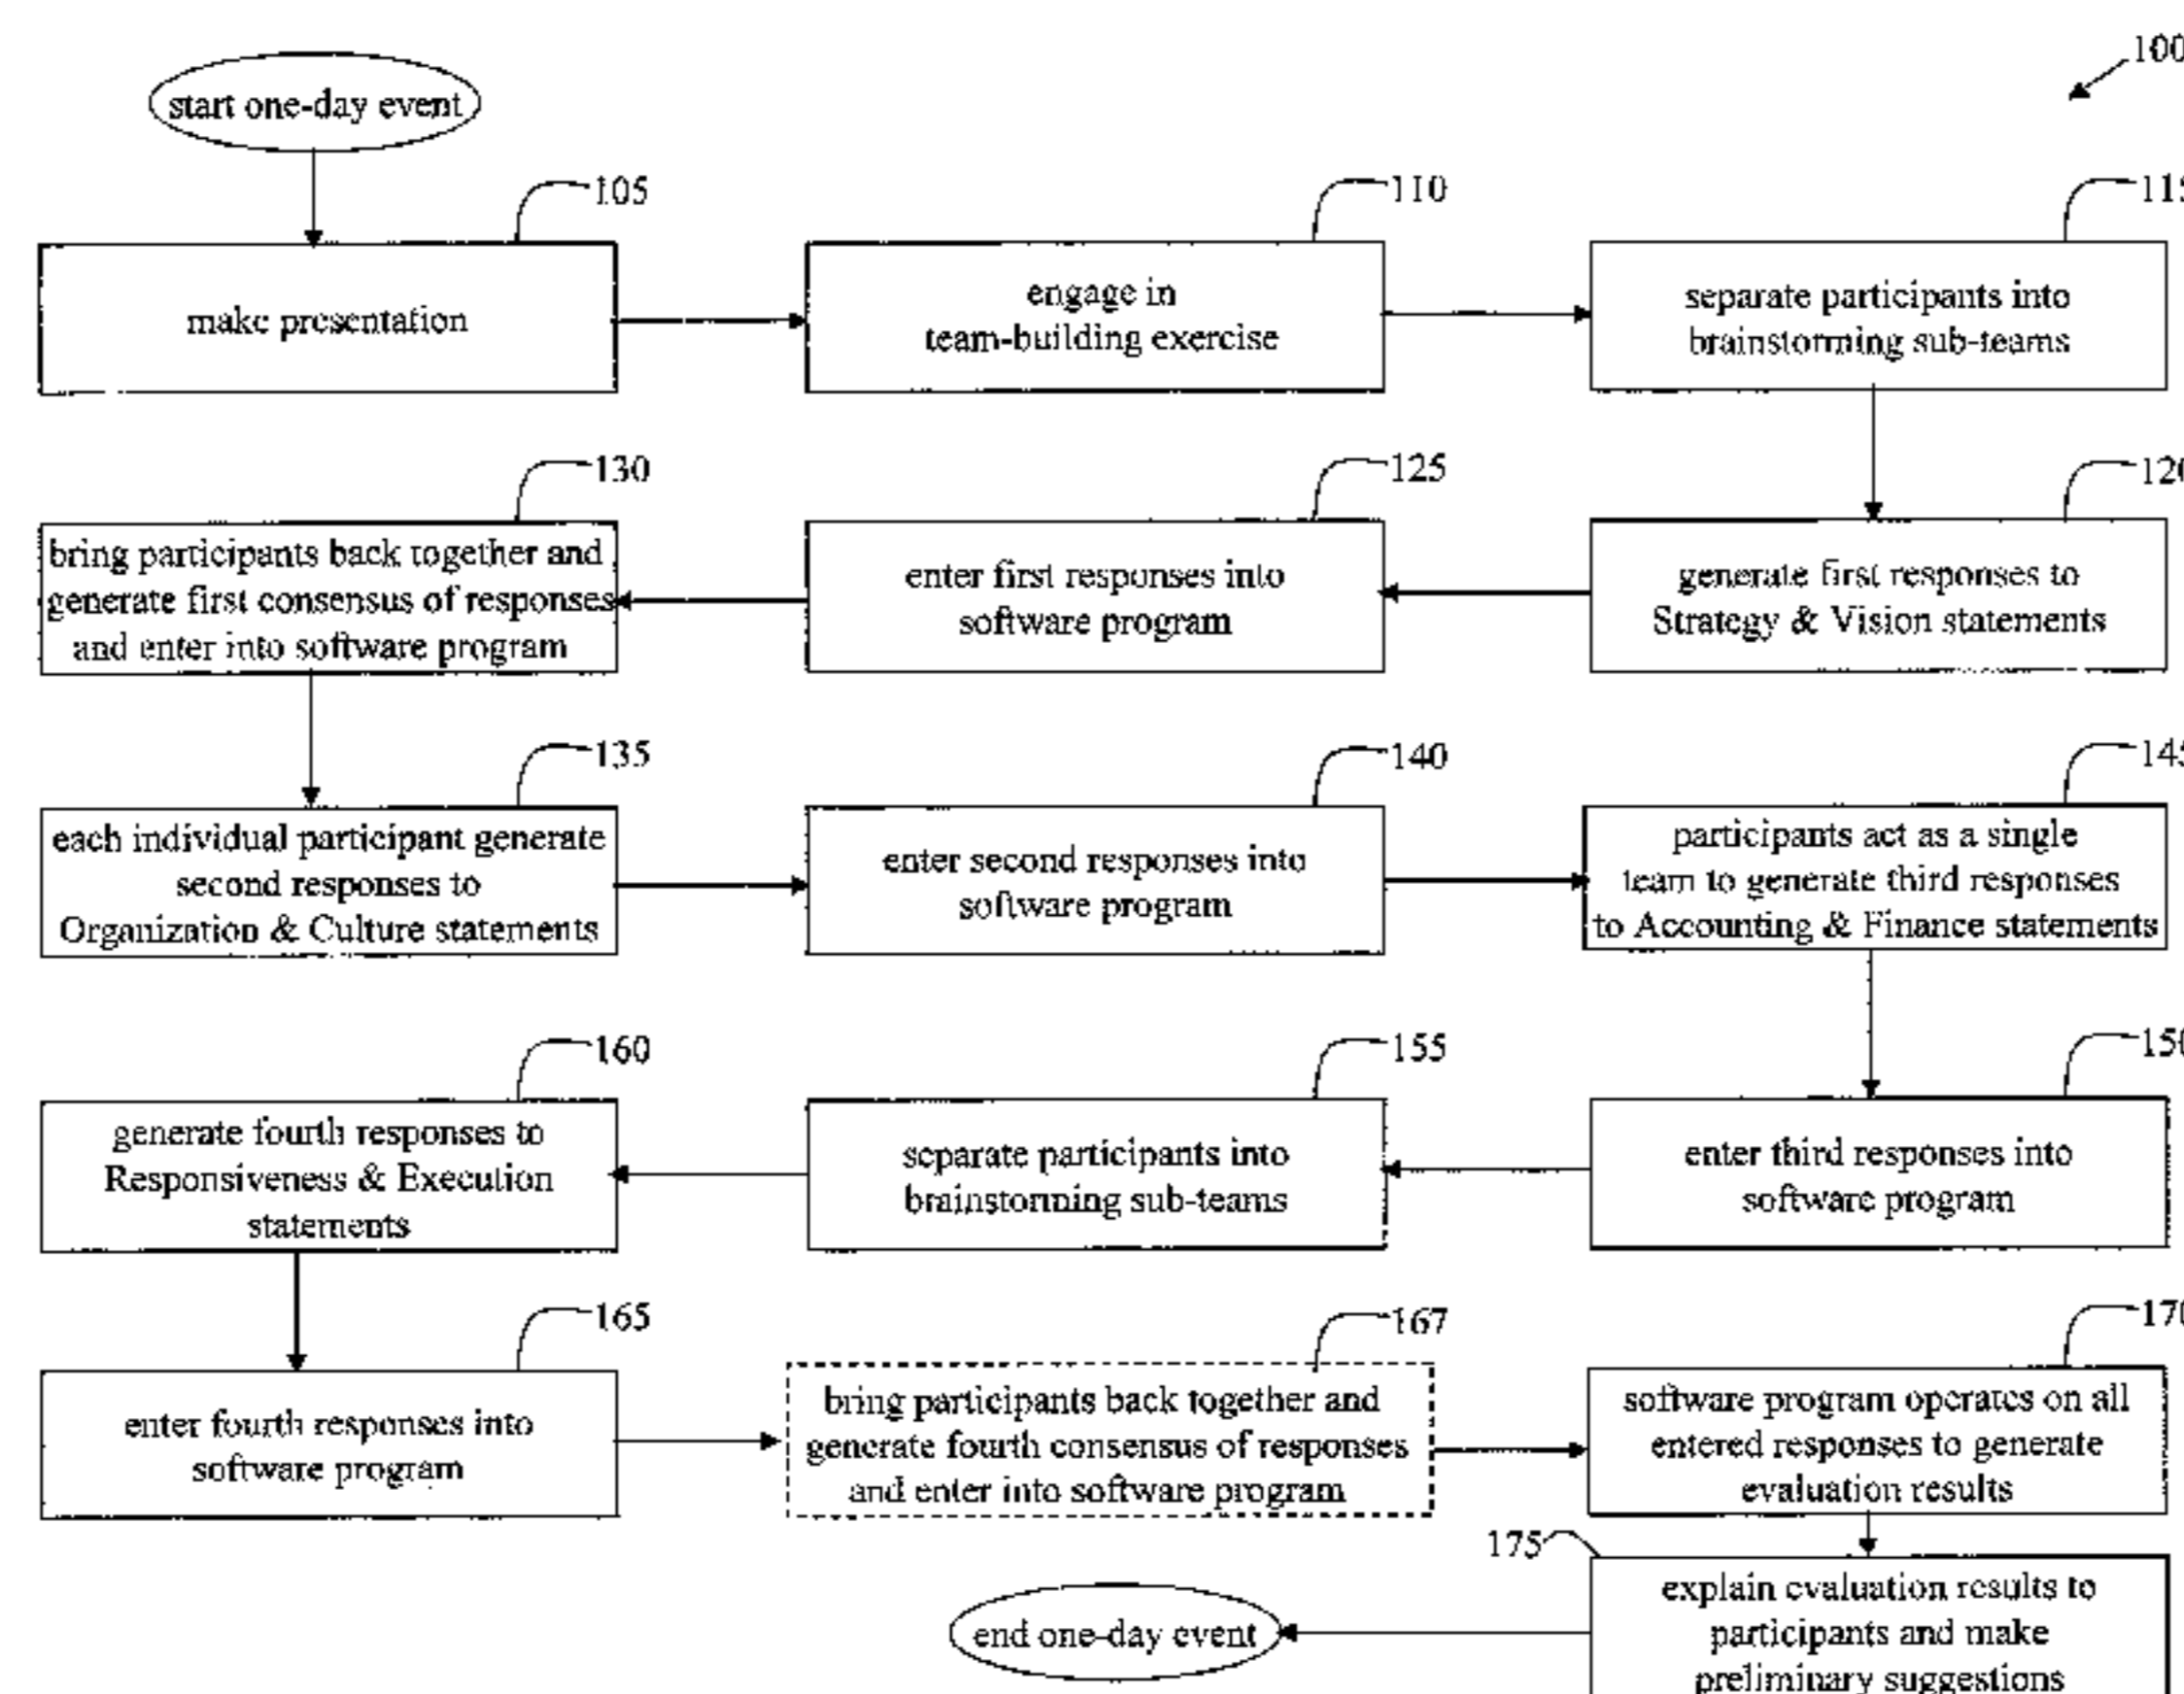 100
start one-day event
105
110
115
make presentation
engage in
team-building exercise
separate participants into
brainstorming sub-teams
130
125
120
bring participants back together and
generate first consensus of responses
and enter into software program
enter first responses into
software program
generate first responses to
Strategy & Vision statements
135
140
145
each individual participant generate
second responses to
Organization & Culture statements
enter second responses into
software program
participants act as a single
team to generate third responses
to Accounting & Finance statements
160
155
150
generate fourth responses to
Responsiveness & Execution
statements
separate participants into
brainstorming sub-teams
enter third responses into
software program
165
167
170
enter fourth responses into
software program
bring participants back together and
generate fourth consensus of responses
and enter into software program
software program operates on all
entered responses to generate
evaluation results
175
end one-day event
explain evaluation results to
participants and make
preliminary suggestions